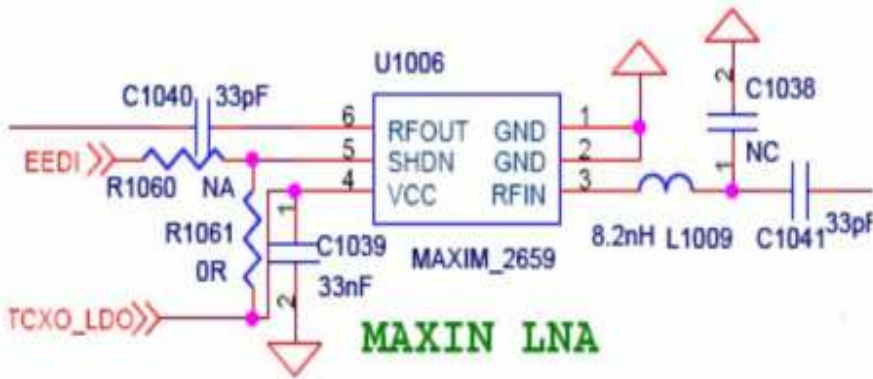 U1006
C1038
C1040 33pF
6 RFOUT GND 1
EEDI 5 SHDN GND 2
R1060 NA 4 VCC RFIN 3
2
1
NC
R1061
0R
1
C1039
33nF
2
MAXIM_2659
8.2nH L1009 C1041 33pF
TCXO_LDO
MAXIN LNA